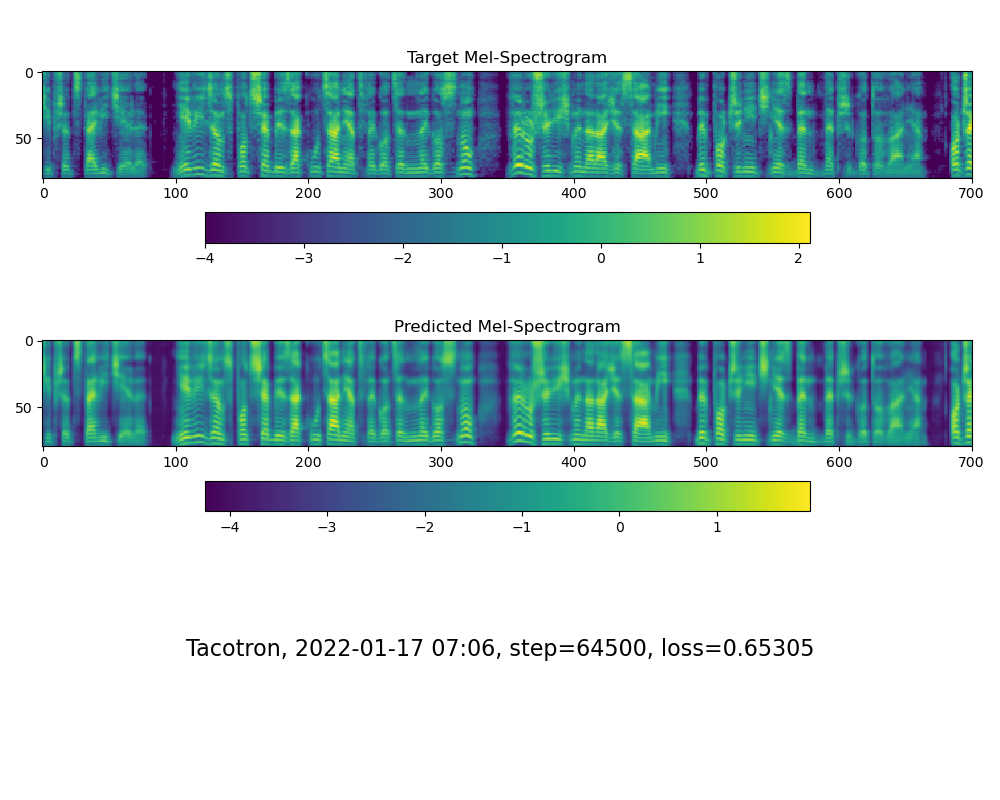 Target Mel-Spectrogram
0
50
0 100 200 300 400 500 600 700
−4 −3 −2 −1 0 1 2
Predicted Mel-Spectrogram
0
50
0 100 200 300 400 500 600 700
−4 −3 −2 −1 0 1
Tacotron, 2022-01-17 07:06, step=64500, loss=0.65305